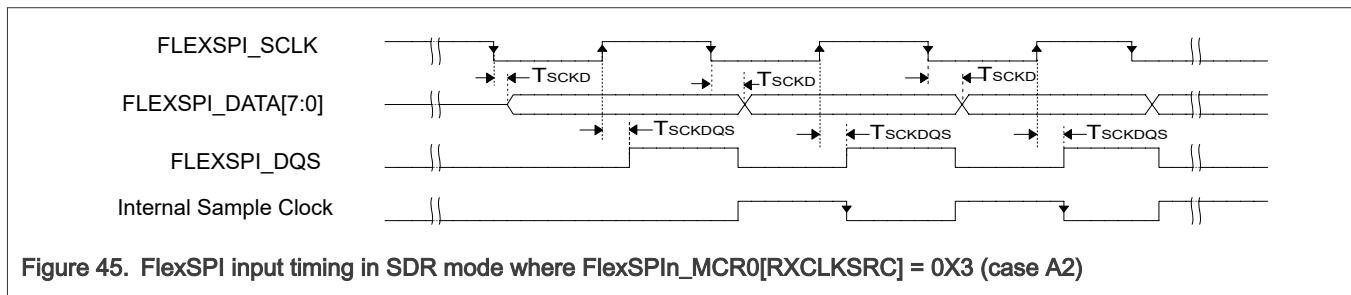 FLEXSPI_SCLK
TSCKD TSCKD TSCKD
FLEXSPI_DATA[7:0]
TSCKDQS TSCKDQS TSCKDQS
FLEXSPI_DQS
Internal Sample Clock
Figure 45. FlexSPI input timing in SDR mode where FlexSPIn_MCR0[RXCLKSRC] = 0X3 (case A2)